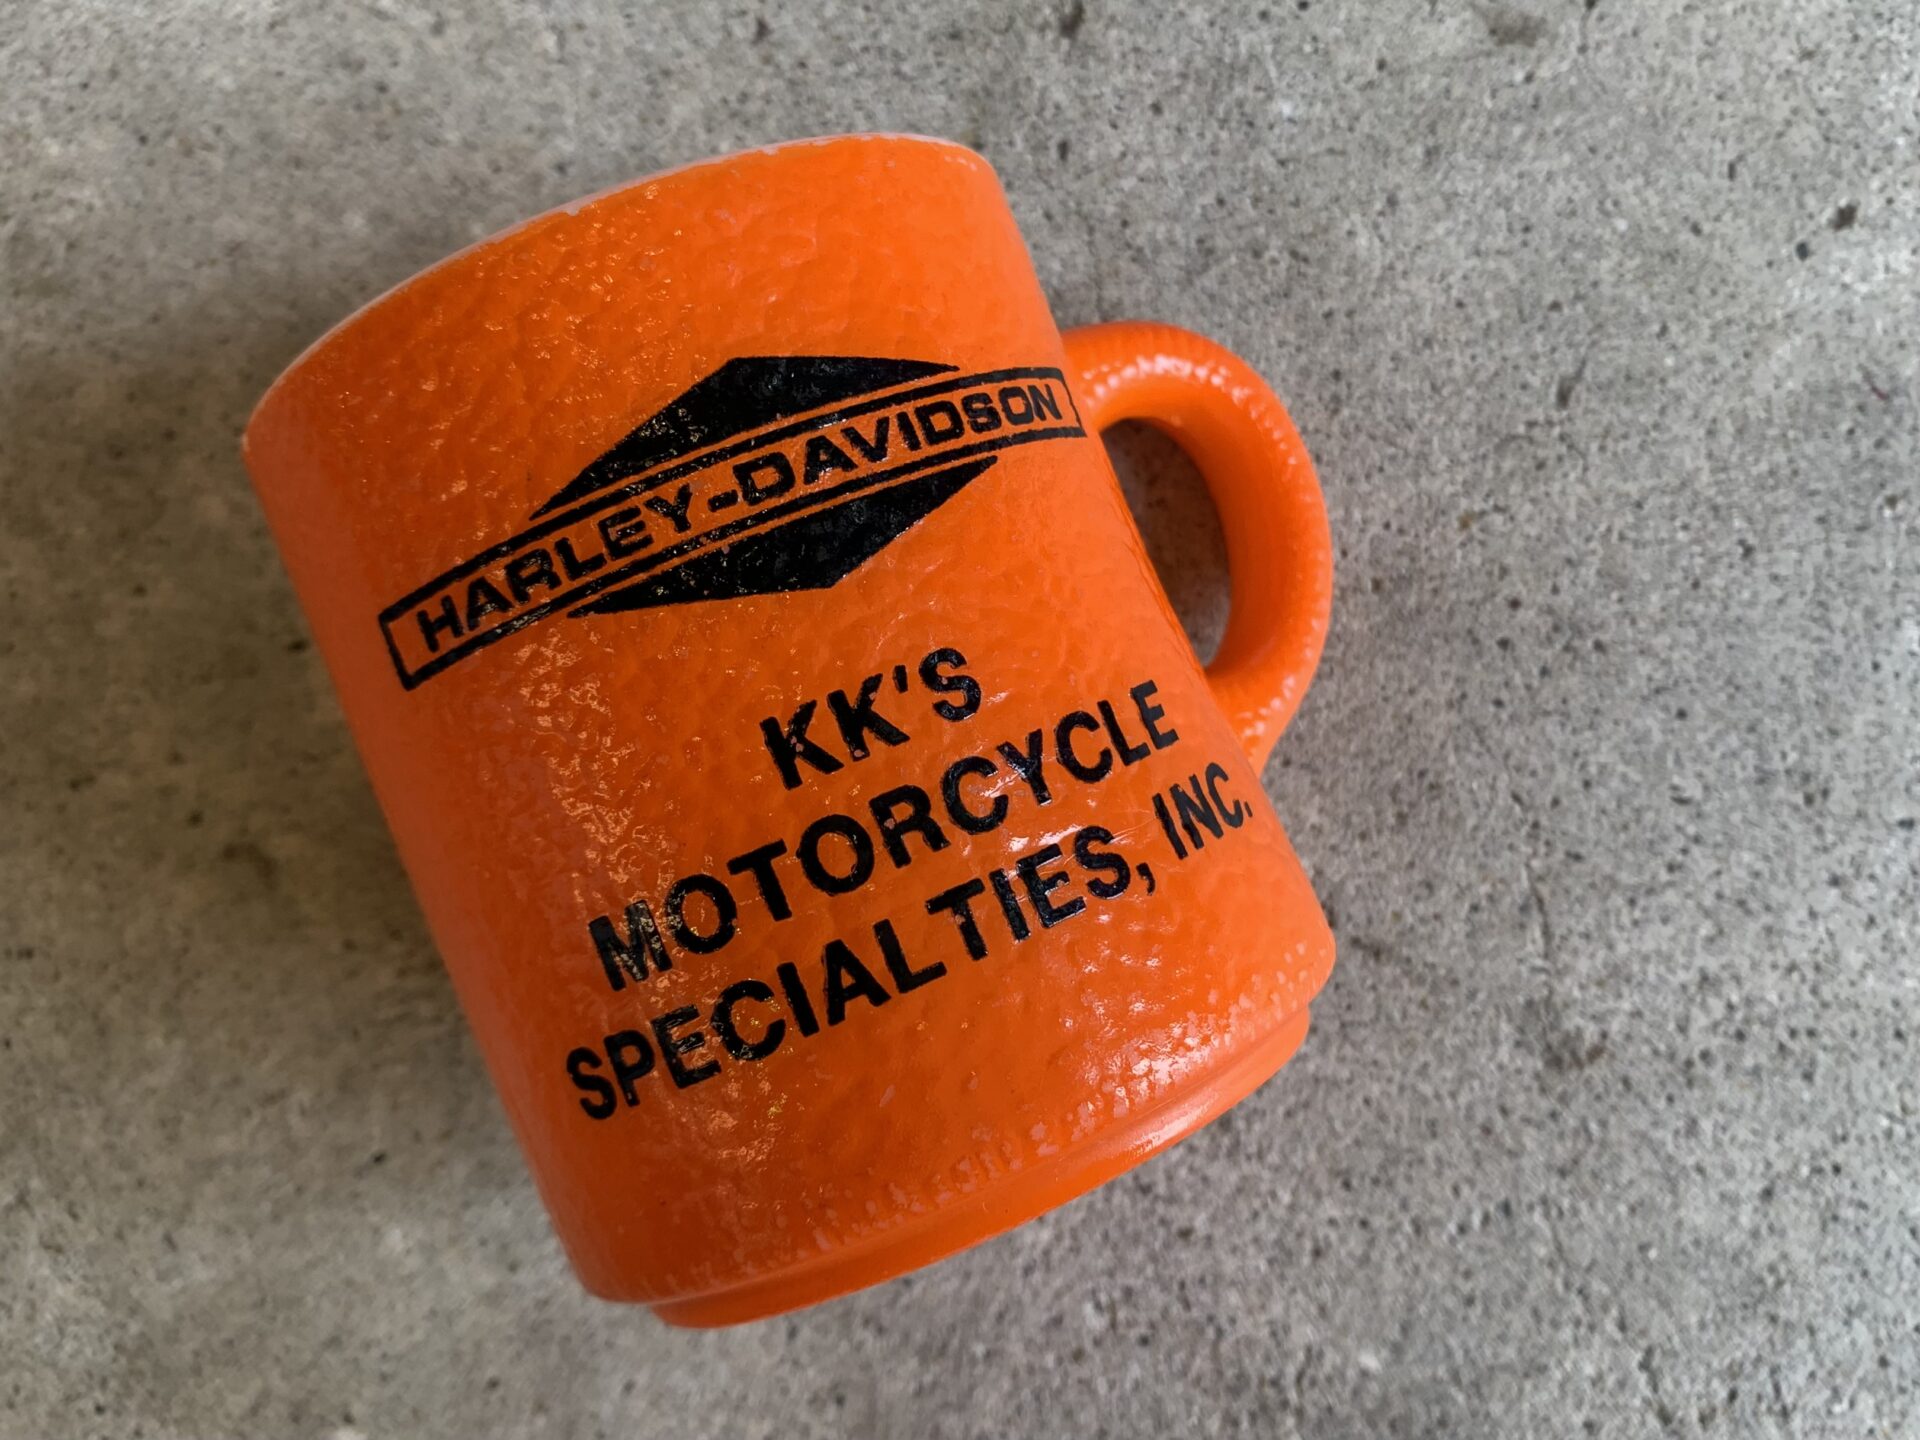 HARLEY-DAVIDSON
KK'S
MOTORCYCLE
SPECIALTIES, INC.